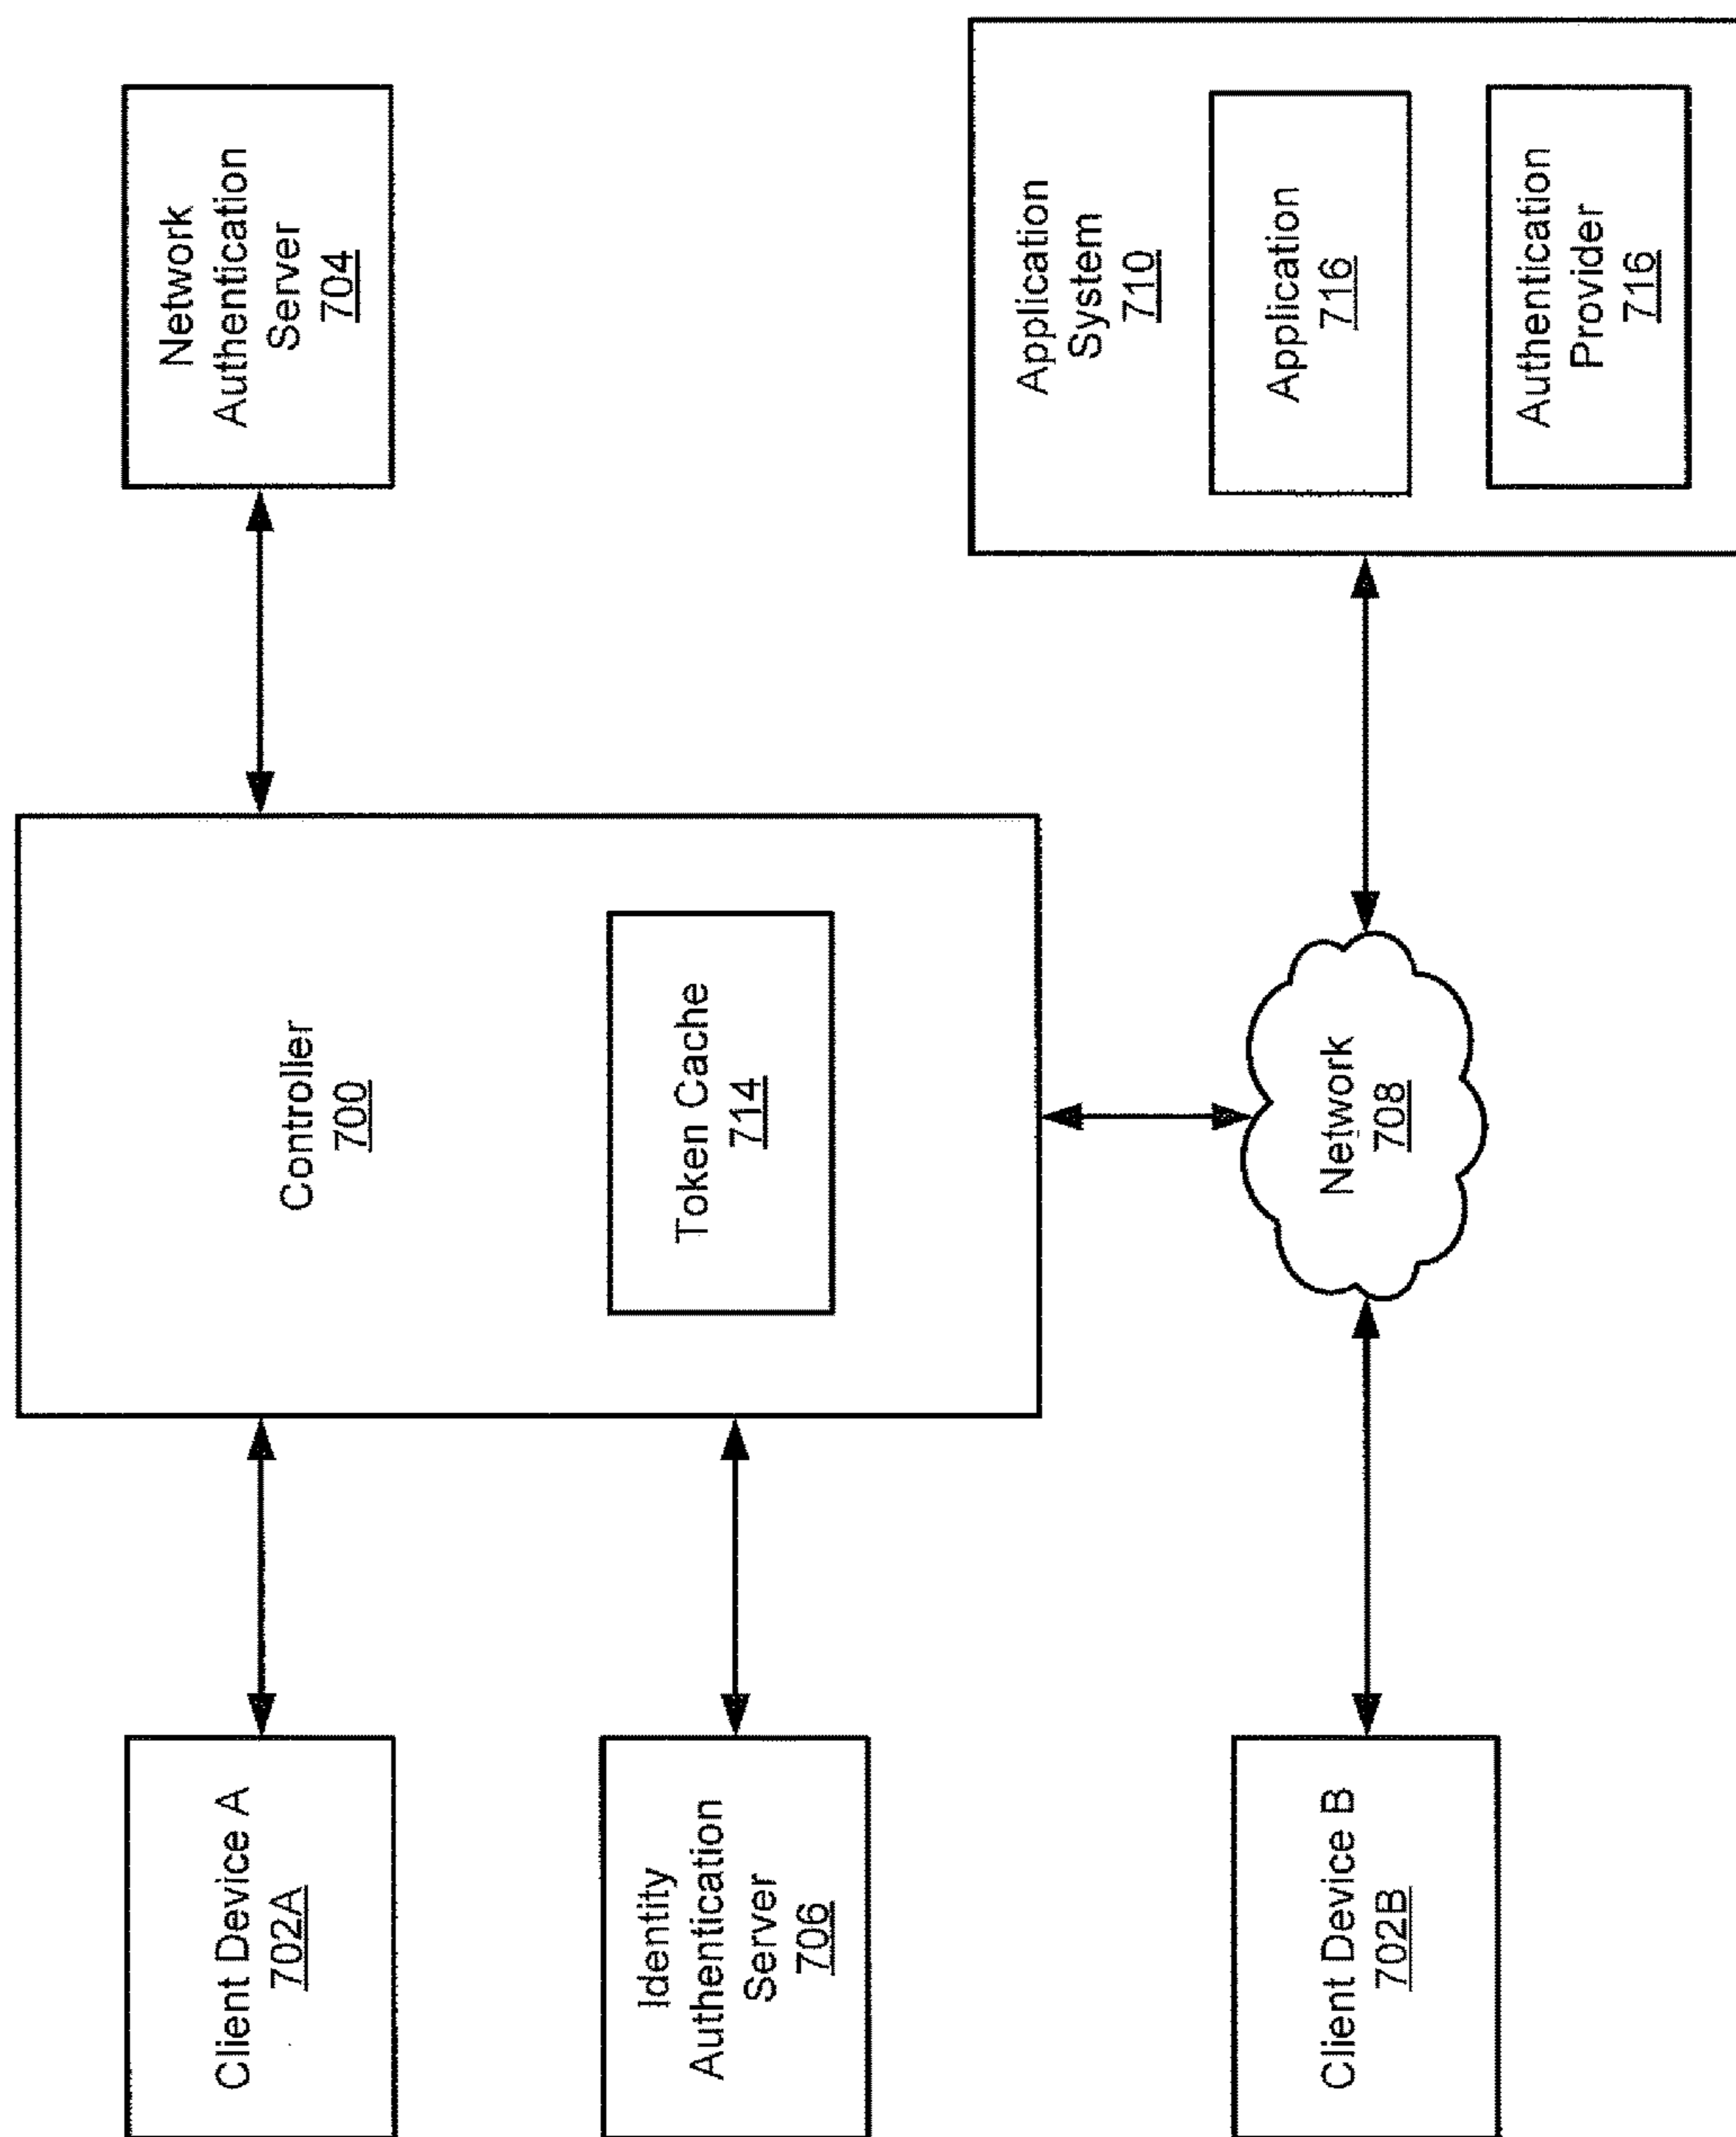 Client Device A
702A
Controller
700
Network
Authentication
Server
704
Identity
Authentication
Server
706
Token Cache
714
Client Device B
702B
Network
708
Application
System
710
Application
716
Authentication
Provider
716